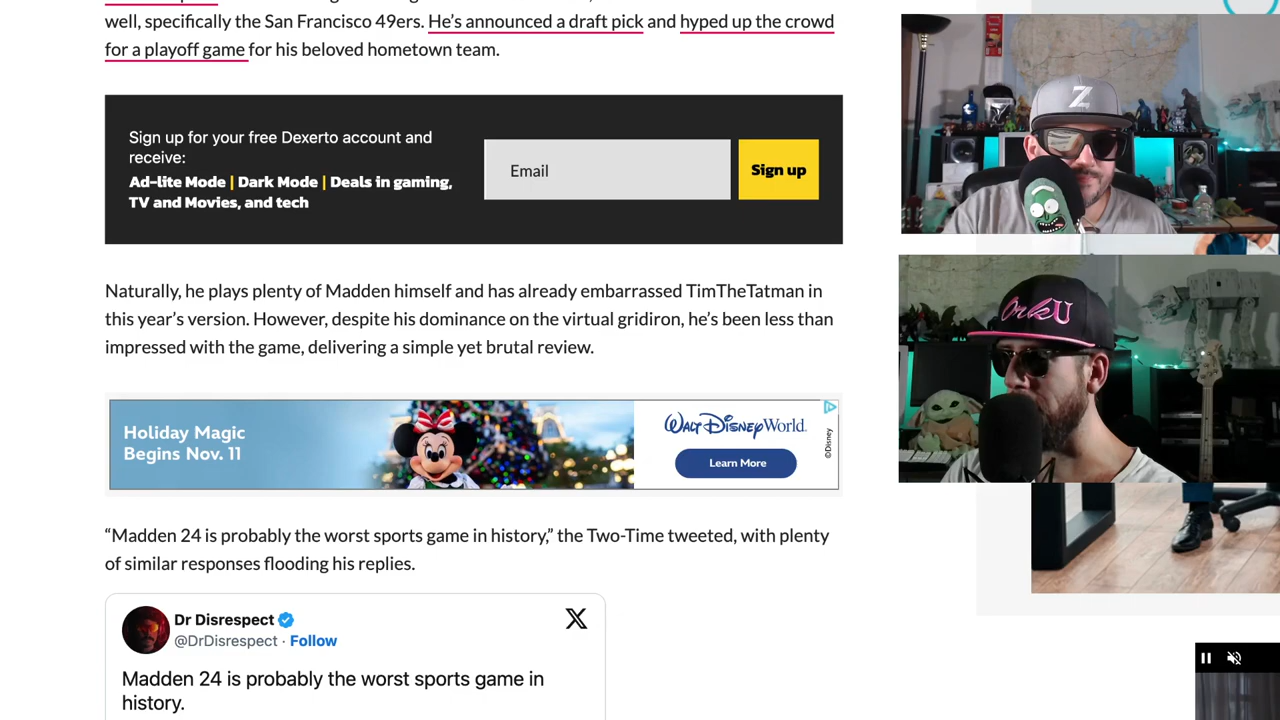 well, specifically the San Francisco 49ers. He's announced a draft pick and hyped up the crowd
for a playoff game for his beloved hometown team.
Sign up for your free Dexerto account and
receive:
Ad-lite Mode | Dark Mode | Deals in gaming,
TV and Movies, and tech
Email
Sign up
Naturally, he plays plenty of Madden himself and has already embarrassed TimTheTatman in
this year's version. However, despite his dominance on the virtual gridiron, he's been less than
impressed with the game, delivering a simple yet brutal review.
Holiday Magic
Begins Nov. 11
WALT DISNEY World.
Learn More
©Disney
“Madden 24 is probably the worst sports game in history,” the Two-Time tweeted, with plenty
of similar responses flooding his replies.
Dr Disrespect
@DrDisrespect · Follow
X
Madden 24 is probably the worst sports game in
history.
Z
OrkU